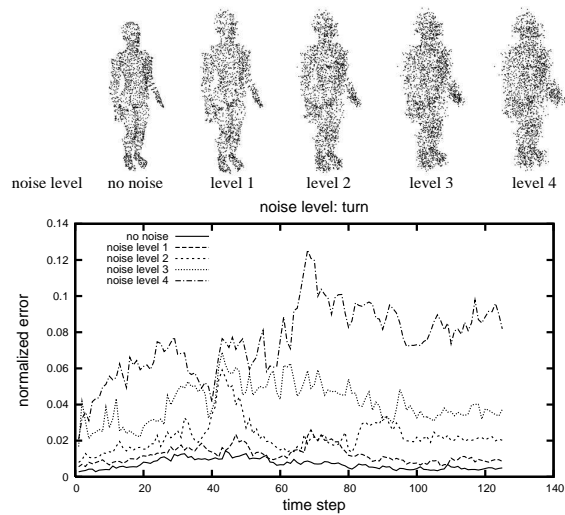 noise level no noise level 1 level 2 level 3 level 4
noise level: turn
no noise
noise level 1
noise level 2
noise level 3
noise level 4
normalized error
0.14
0.12
0.1
0.08
0.06
0.04
0.02
0
0 20 40 60 80 100 120 140
time step